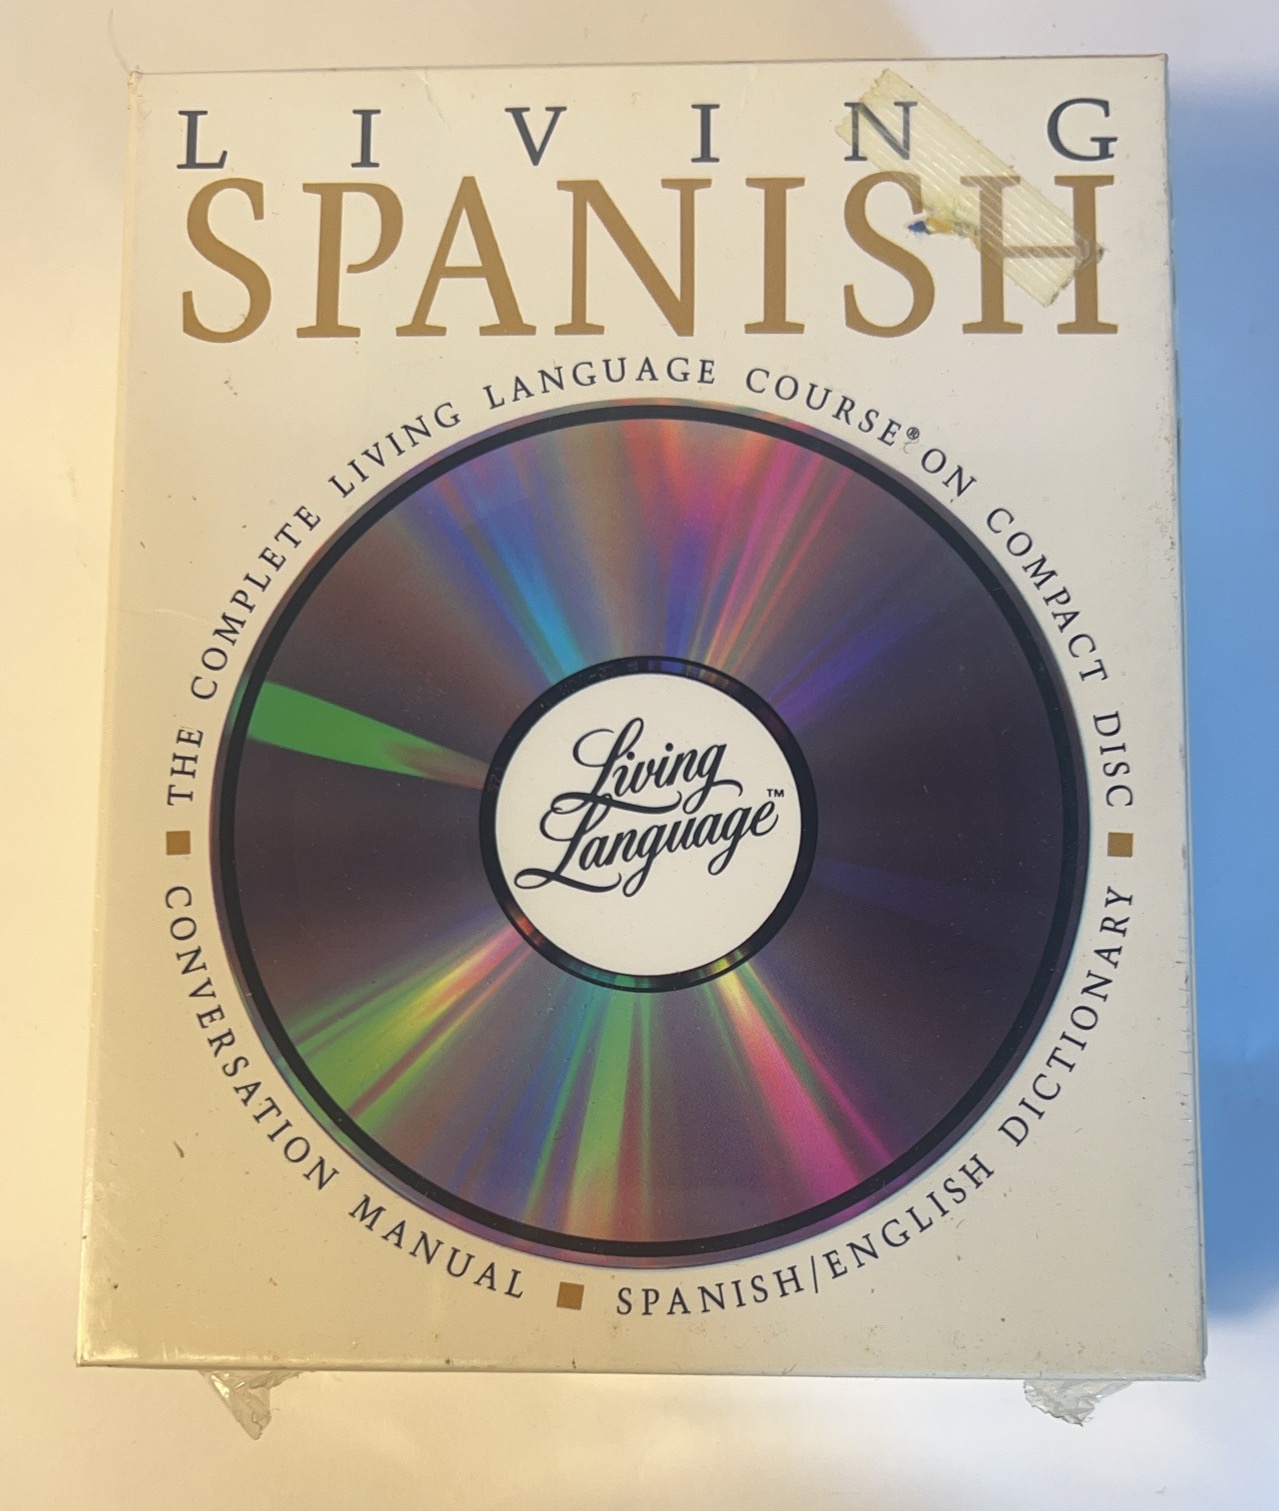 LIVING
SPANISH
THE COMPLETE LIVING LANGUAGE COURSE® ON COMPACT DISC ■
■ CONVERSATION MANUAL ■ SPANISH/ENGLISH DICTIONARY
Living
Language™